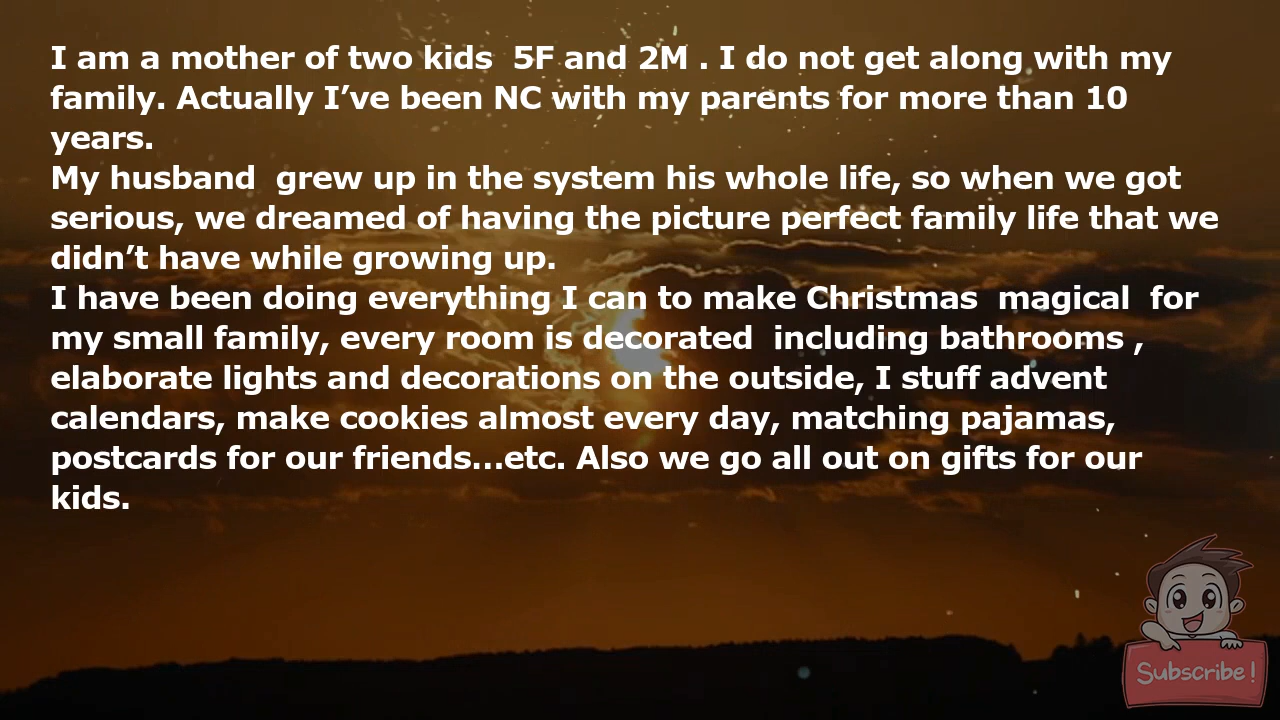 I am a mother of two kids  5F and 2M . I do not get along with my
family. Actually I’ve been NC with my parents for more than 10
years.
My husband  grew up in the system his whole life, so when we got
serious, we dreamed of having the picture perfect family life that we
didn’t have while growing up.
I have been doing everything I can to make Christmas  magical  for
my small family, every room is decorated  including bathrooms ,
elaborate lights and decorations on the outside, I stuff advent
calendars, make cookies almost every day, matching pajamas,
postcards for our friends...etc. Also we go all out on gifts for our
kids.
Subscribe!